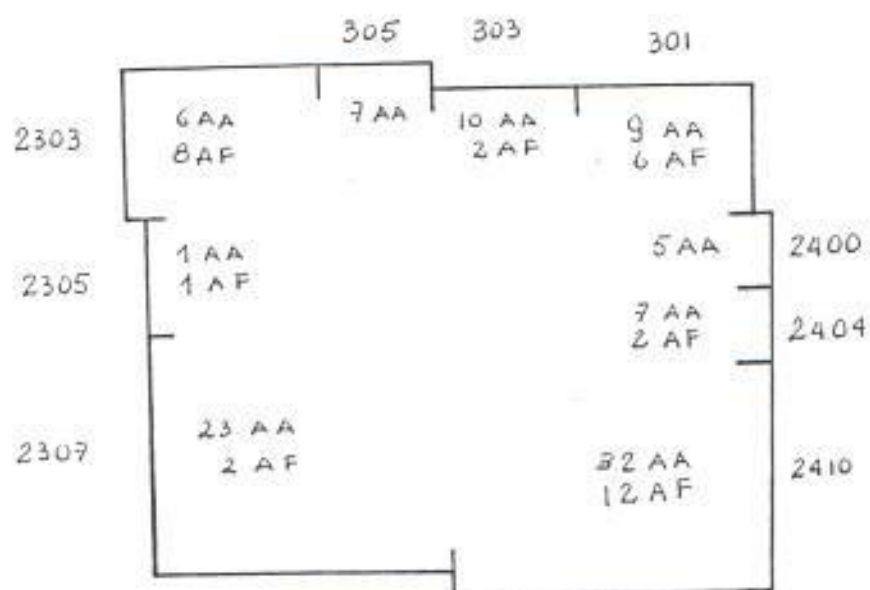 305 303 301
2303
6 AA
8 AF
7 AA
10 AA
2 AF
9 AA
6 AF
2305
1 AA
1 AF
5 AA
2400
7 AA
2 AF
2404
2307
23 AA
2 AF
32 AA
12 AF
2410